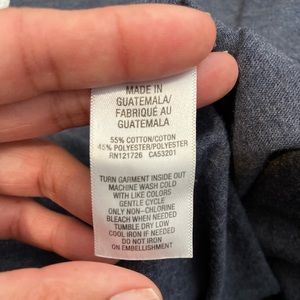 MADE IN
GUATEMALA/
FABRIQUÉ AU
GUATEMALA
55% COTTON/COTON
45% POLYESTER/POLYESTER
RN121726 CA53201
TURN GARMENT INSIDE OUT
MACHINE WASH COLD
WITH LIKE COLORS
GENTLE CYCLE
ONLY NON-CHLORINE
BLEACH WHEN NEEDED
TUMBLE DRY LOW
COOL IRON IF NEEDED
DO NOT IRON
ON EMBELLISHMENT